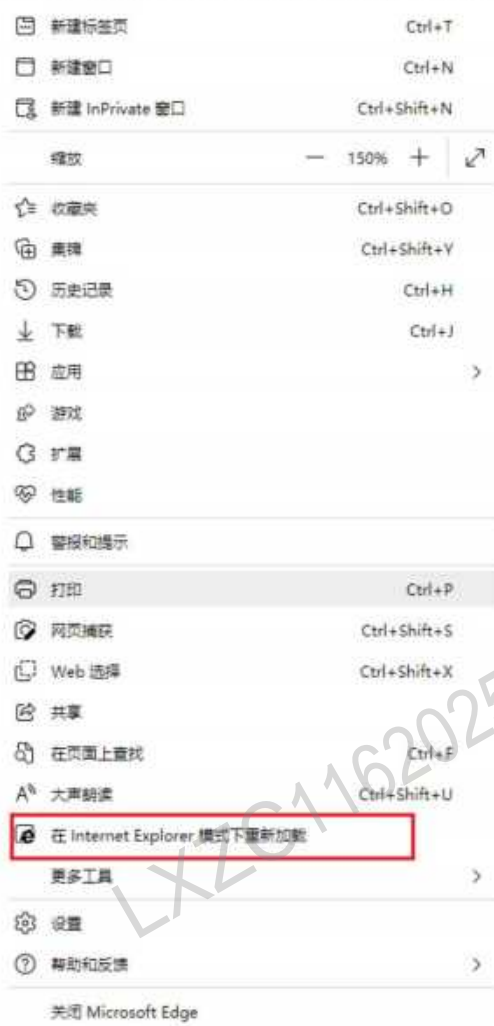 新建标签页 Ctrl+T
新建窗口 Ctrl+N
新建 InPrivate 窗口 Ctrl+Shift+N
缩放 — 150% +
收藏夹 Ctrl+Shift+O
集锦 Ctrl+Shift+Y
历史记录 Ctrl+H
下载 Ctrl+J
应用
游戏
扩展
性能
警报和提示
打印 Ctrl+P
网页捕获 Ctrl+Shift+S
Web 选择 Ctrl+Shift+X
共享
在页面上查找 Ctrl+F
大声朗读 Ctrl+Shift+U
在 Internet Explorer 模式下重新加载
更多工具
设置
帮助和反馈
关闭 Microsoft Edge
LXZC1162025